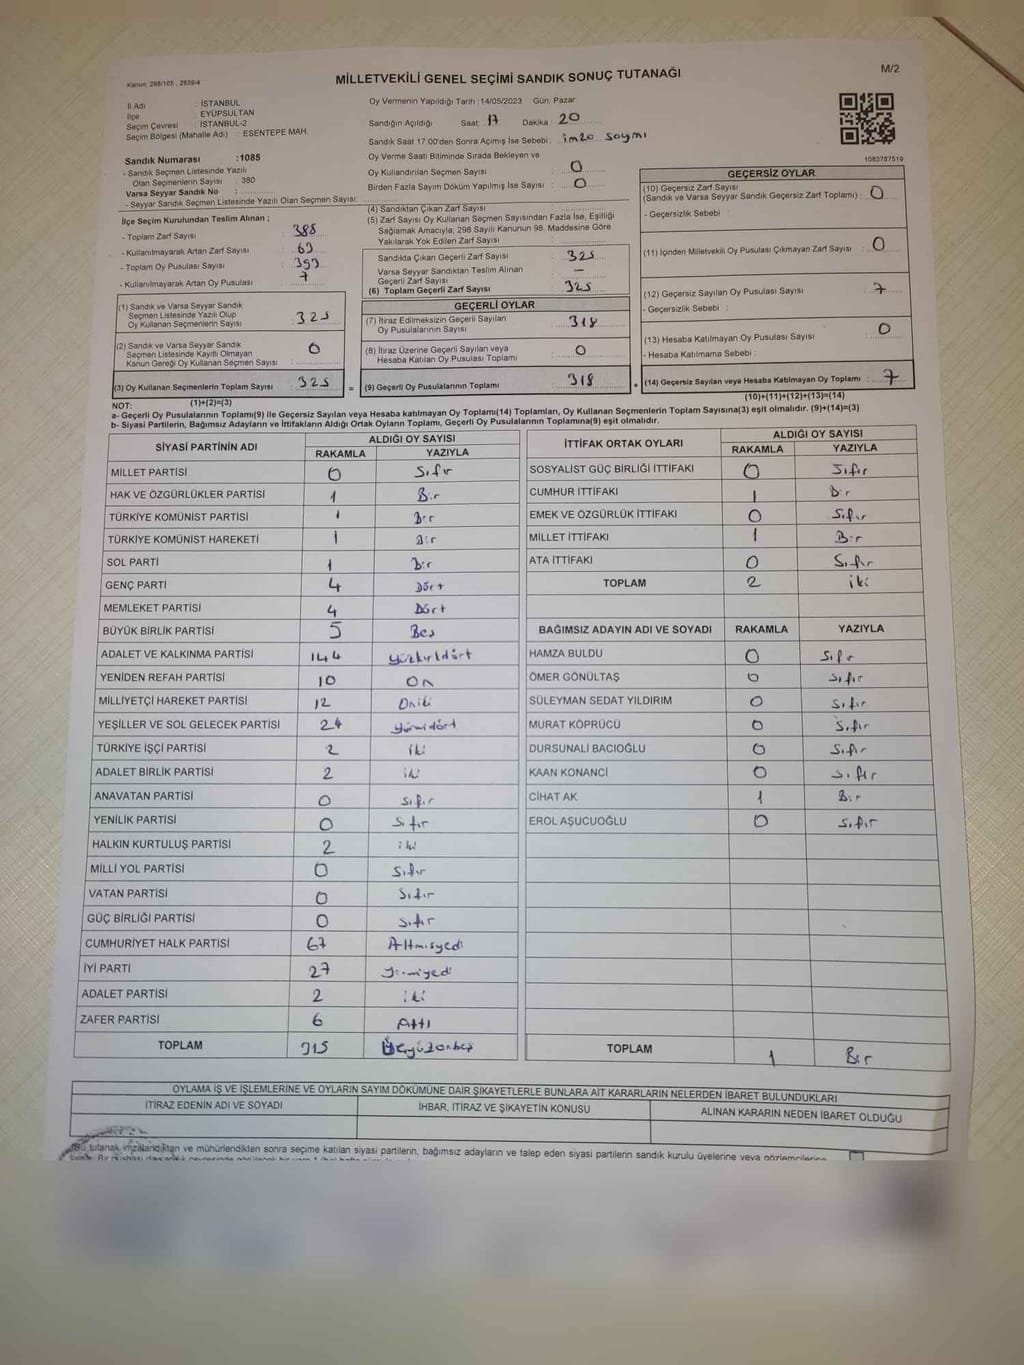 Kanun: 298/105 , 2839/4
MİLLETVEKİLİ GENEL SEÇİMİ SANDIK SONUÇ TUTANAĞI
M/2
İl Adı : İSTANBUL
İlçe : EYÜPSULTAN
Seçim Çevresi : İSTANBUL-2
Seçim Bölgesi (Mahalle Adı) : ESENTEPE MAH.
Oy Vermenin Yapıldığı Tarih :14/05/2023 Gün: Pazar
Sandığın Açıldığı Saat: 17 Dakika: 20
Sandık Saat 17:00'den Sonra Açımış İse Sebebi : imza sayımı
Oy Verme Saati Bitiminde Sırada Bekleyen ve
Oy Kullandırılan Seçmen Sayısı : 0
Birden Fazla Sayım Döküm Yapılmış İse Sayısı : 0
1083787519
Sandık Numarası :1085
- Sandık Seçmen Listesinde Yazılı
Olan Seçmenlerin Sayısı : 380
Varsa Seyyar Sandık No :
- Seyyar Sandık Seçmen Listesinde Yazılı Olan Seçmen Sayısı:
İlçe Seçim Kurulundan Teslim Alınan ;
- Toplam Zarf Sayısı : 388
- Kullanılmayarak Artan Zarf Sayısı : 63
- Toplam Oy Pusulası Sayısı : 393
- Kullanılmayarak Artan Oy Pusulası : 7
(1) Sandık ve Varsa Seyyar Sandık
Seçmen Listesinde Yazılı Olup
Oy Kullanan Seçmenlerin Sayısı : 325
(2) Sandık ve Varsa Seyyar Sandık
Seçmen Listesinde Kayıtlı Olmayan
Kanun Gereği Oy Kullanan Seçmen Sayısı : 0
(3) Oy Kullanan Seçmenlerin Toplam Sayısı : 325
(1)+(2)=(3)
(4) Sandıktan Çıkan Zarf Sayısı :
(5) Zarf Sayısı Oy Kullanan Seçmen Sayısından Fazla İse, Eşitliği
Sağlamak Amacıyla; 298 Sayılı Kanunun 98. Maddesine Göre
Yakılarak Yok Edilen Zarf Sayısı :
Sandıkta Çıkan Geçerli Zarf Sayısı : 325
Varsa Seyyar Sandıktan Teslim Alınan
Geçerli Zarf Sayısı : —
(6) Toplam Geçerli Zarf Sayısı : 325
GEÇERLİ OYLAR
(7) İtiraz Edilmeksizin Geçerli Sayılan
Oy Pusulalarının Sayısı : 318
(8) İtiraz Üzerine Geçerli Sayılan veya
Hesaba Katılan Oy Pusulası Toplamı : 0
= (9) Geçerli Oy Pusulalarının Toplamı : 318
GEÇERSİZ OYLAR
(10) Geçersiz Zarf Sayısı
(Sandık ve Varsa Seyyar Sandık Geçersiz Zarf Toplamı) : 0
- Geçersizlik Sebebi :
(11) İçinden Milletvekili Oy Pusulası Çıkmayan Zarf Sayısı : 0
(12) Geçersiz Sayılan Oy Pusulası Sayısı : 7
- Geçersizlik Sebebi :
(13) Hesaba Katılmayan Oy Pusulası Sayısı : 0
- Hesaba Katılmama Sebebi :
+ (14) Geçersiz Sayılan veya Hesaba Katılmayan Oy Toplamı : 7
(10)+(11)+(12)+(13)=(14)
NOT:
a- Geçerli Oy Pusulalarının Toplamı(9) ile Geçersiz Sayılan veya Hesaba Katılmayan Oy Toplamı(14) Toplamları, Oy Kullanan Seçmenlerin Toplam Sayısına(3) eşit olmalıdır. (9)+(14)=(3)
b- Siyasi Partilerin, Bağımsız Adayların ve İttifakların Aldığı Ortak Oyların Toplamı, Geçerli Oy Pusulalarının Toplamına(9) eşit olmalıdır.
SİYASİ PARTİNİN ADI ALDIĞI OY SAYISI
RAKAMLA YAZIYLA
MİLLET PARTİSİ 0 Sıfır
HAK VE ÖZGÜRLÜKLER PARTİSİ 1 Bir
TÜRKİYE KOMÜNİST PARTİSİ 1 Bir
TÜRKİYE KOMÜNİST HAREKETİ 1 Bir
SOL PARTİ 1 Bir
GENÇ PARTİ 4 Dört
MEMLEKET PARTİSİ 4 Dört
BÜYÜK BİRLİK PARTİSİ 5 Bes
ADALET VE KALKINMA PARTİSİ 144 yüzkırkdört
YENİDEN REFAH PARTİSİ 10 On
MİLLİYETÇİ HAREKET PARTİSİ 12 Oniki
YEŞİLLER VE SOL GELECEK PARTİSİ 24 yirmidört
TÜRKİYE İŞÇİ PARTİSİ 2 iki
ADALET BİRLİK PARTİSİ 2 iki
ANAVATAN PARTİSİ 0 sıfır
YENİLİK PARTİSİ 0 sıfır
HALKIN KURTULUŞ PARTİSİ 2 iki
MİLLİ YOL PARTİSİ 0 Sıfır
VATAN PARTİSİ 0 Sıfır
GÜÇ BİRLİĞİ PARTİSİ 0 sıfır
CUMHURİYET HALK PARTİSİ 67 Altmışyedi
İYİ PARTİ 27 yirmiyedi
ADALET PARTİSİ 2 iki
ZAFER PARTİSİ 6 Altı
TOPLAM 315 Üçyüzonbeş
İTTİFAK ORTAK OYLARI ALDIĞI OY SAYISI
RAKAMLA YAZIYLA
SOSYALİST GÜÇ BİRLİĞİ İTTİFAKI 0 Sıfır
CUMHUR İTTİFAKI 1 Bir
EMEK VE ÖZGÜRLÜK İTTİFAKI 0 Sıfır
MİLLET İTTİFAKI 1 Bir
ATA İTTİFAKI 0 Sıfır
TOPLAM 2 iki
BAĞIMSIZ ADAYIN ADI VE SOYADI RAKAMLA YAZIYLA
HAMZA BULDU 0 Sıfır
ÖMER GÖNÜLTAŞ 0 Sıfır
SÜLEYMAN SEDAT YILDIRIM 0 Sıfır
MURAT KÖPRÜCÜ 0 Sıfır
DURSUNALİ BACIOĞLU 0 Sıfır
KAAN KONANCİ 0 Sıfır
CİHAT AK 1 Bir
EROL AŞUCUOĞLU 0 Sıfır
TOPLAM 1 Bir
OYLAMA İŞ VE İŞLEMLERİNE VE OYLARIN SAYIM DÖKÜMÜNE DAİR ŞİKAYETLERLE BUNLARA AİT KARARLARIN NELERDEN İBARET BULUNDUKLARI
İTİRAZ EDENİN ADI VE SOYADI İHBAR, İTİRAZ VE ŞİKAYETİN KONUSU ALINAN KARARIN NEDEN İBARET OLDUĞU
Bu tutanak imzalandıktan ve mühürlendikten sonra seçime katılan siyasi partilerin, bağımsız adayların ve talep eden siyasi partilerin sandık kurulu üyelerine veya gözlemcilerine